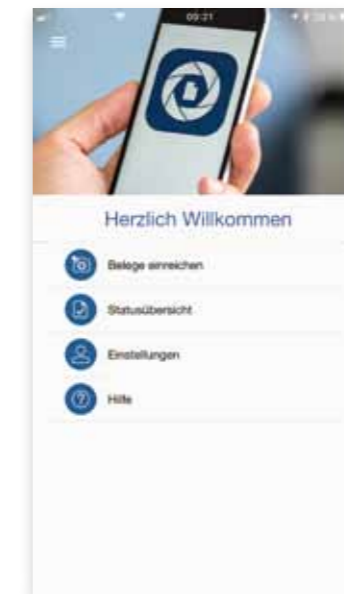 09:21
Herzlich Willkommen
Belege einreichen
Statusübersicht
Einstellungen
Hilfe